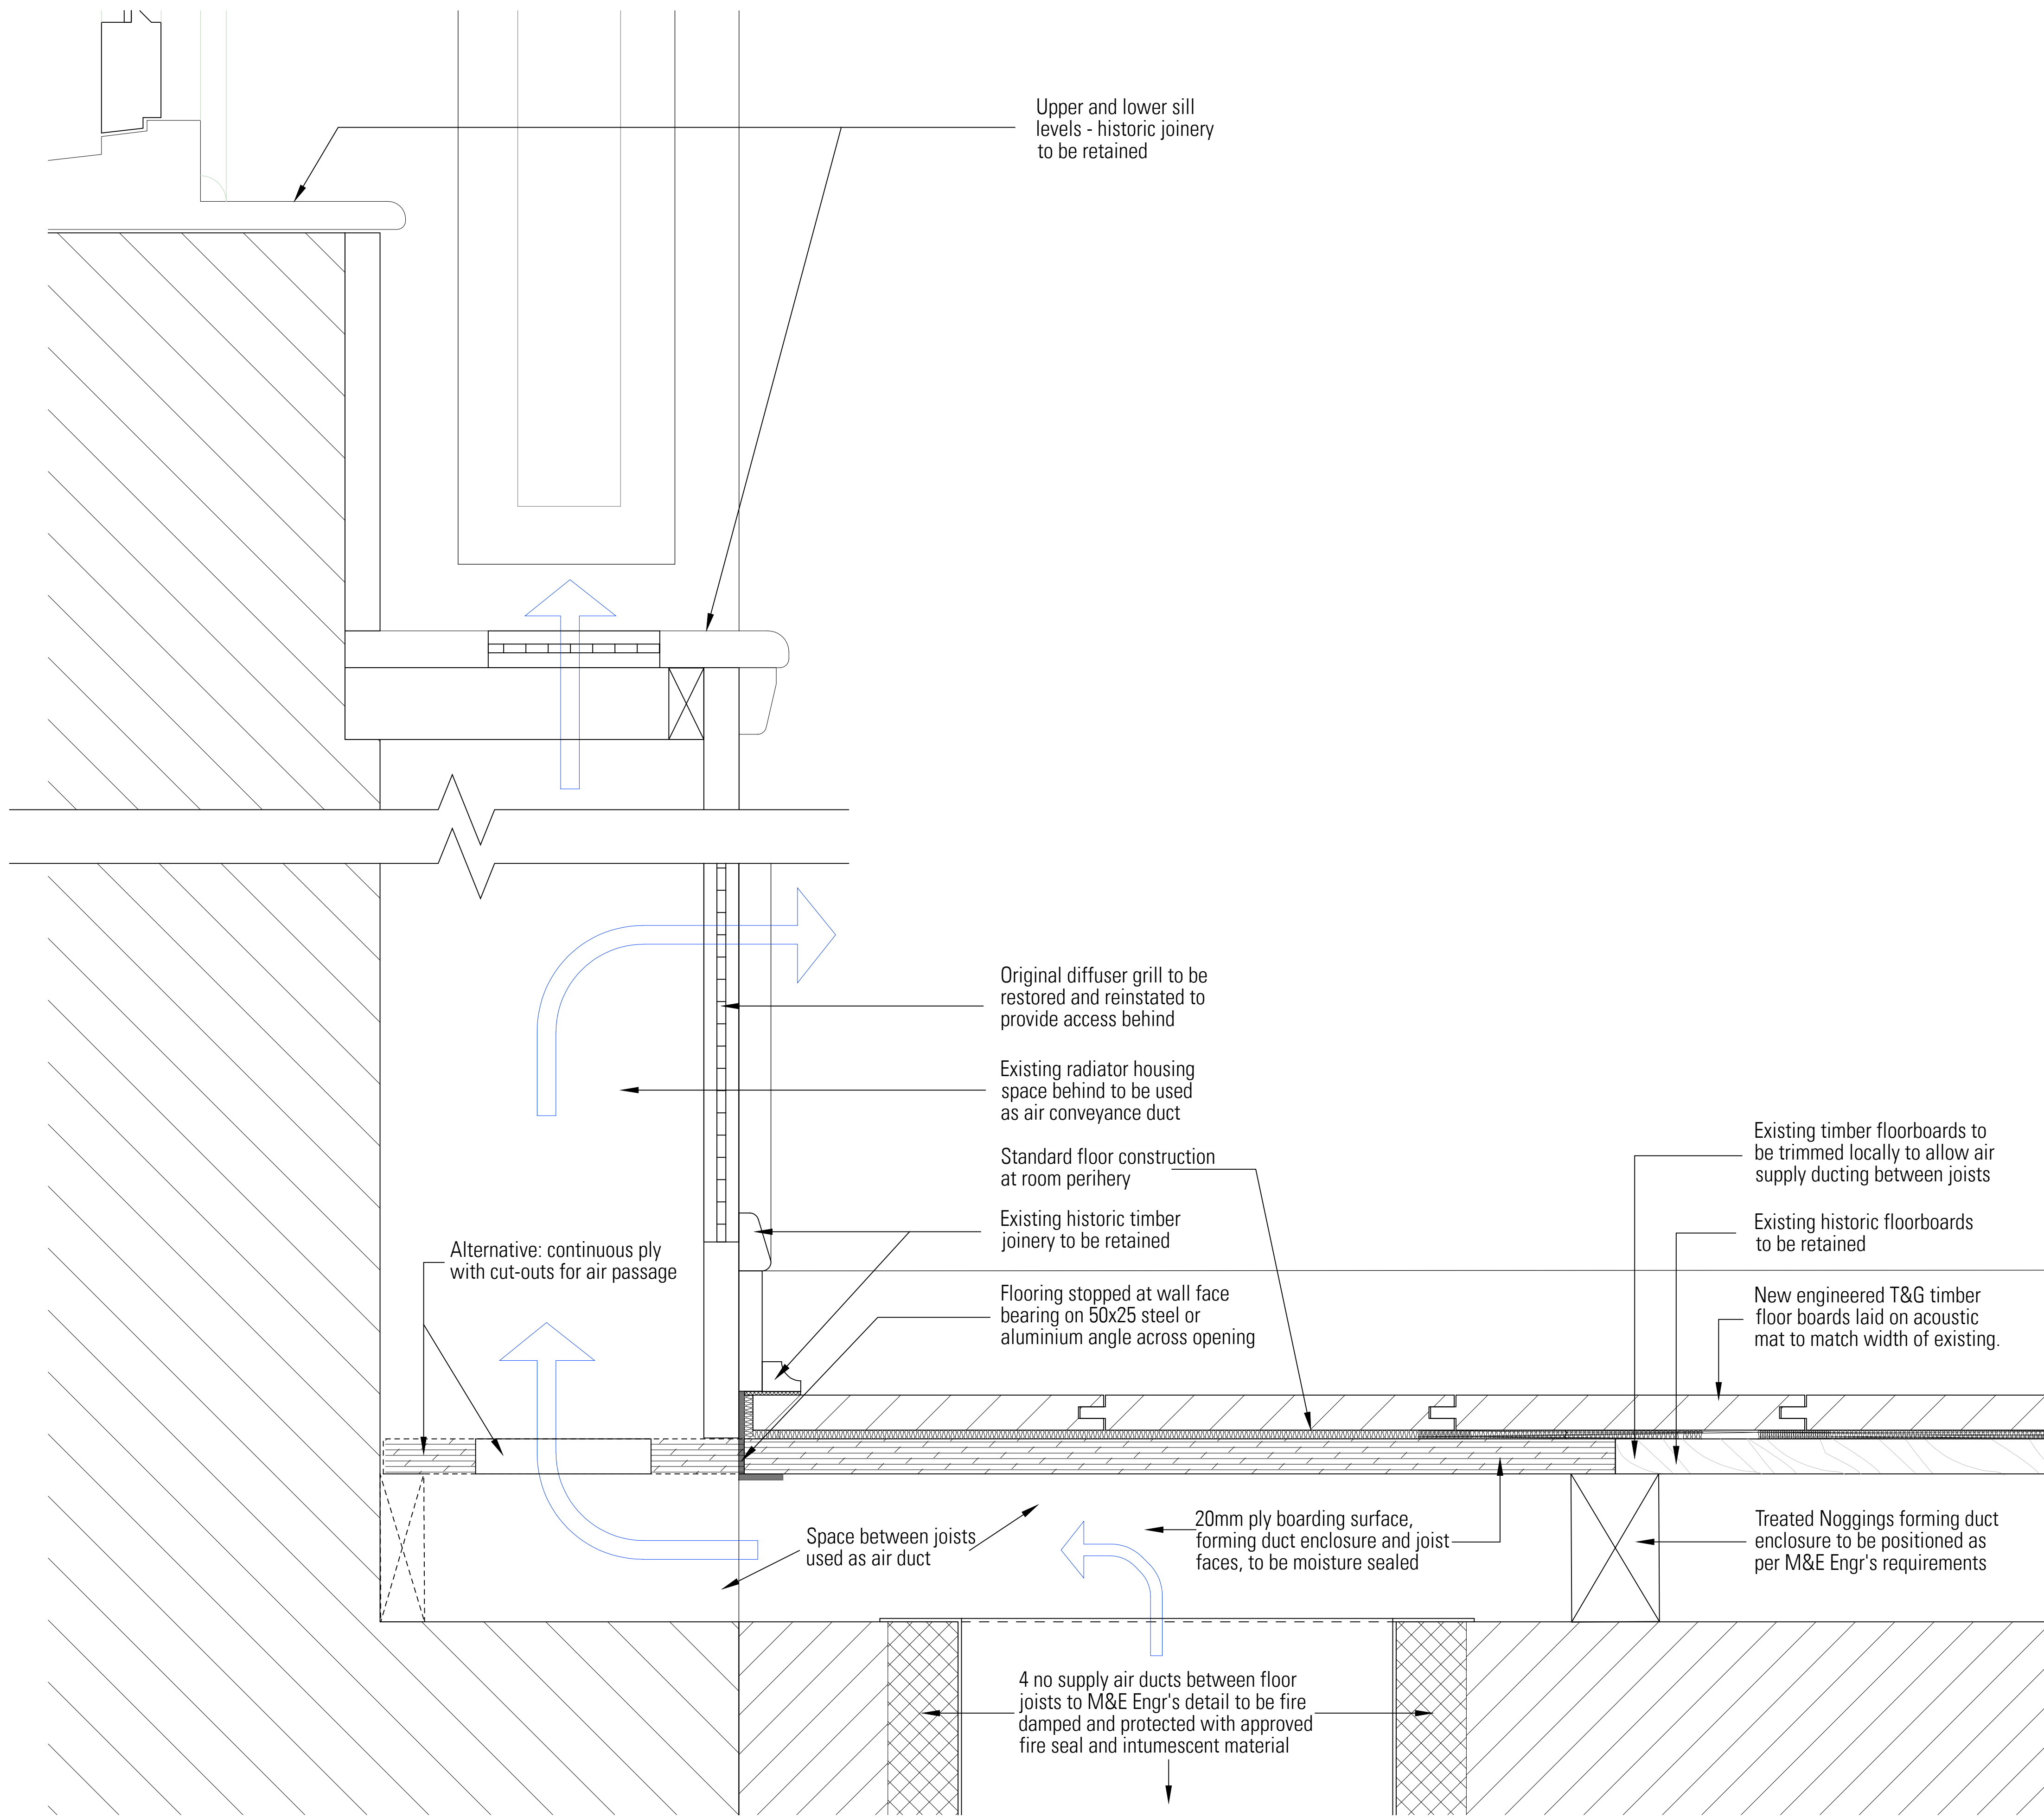 Upper and lower sill
levels - historic joinery
to be retained
Original diffuser grill to be
restored and reinstated to
provide access behind
Existing radiator housing
space behind to be used
as air conveyance duct
Standard floor construction
at room perihery
Existing historic timber
joinery to be retained
Flooring stopped at wall face
bearing on 50x25 steel or
aluminium angle across opening
Alternative: continuous ply
with cut-outs for air passage
Existing timber floorboards to
be trimmed locally to allow air
supply ducting between joists
Existing historic floorboards
to be retained
New engineered T&G timber
floor boards laid on acoustic
mat to match width of existing.
Space between joists
used as air duct
20mm ply boarding surface,
forming duct enclosure and joist
faces, to be moisture sealed
Treated Noggings forming duct
enclosure to be positioned as
per M&E Engr's requirements
4 no supply air ducts between floor
joists to M&E Engr's detail to be fire
damped and protected with approved
fire seal and intumescent material